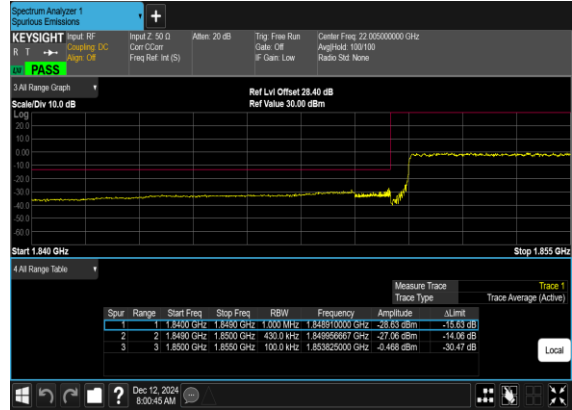 Spectrum Analyzer 1
Spurious Emissions
KEYSIGHT Input: RF Input Z: 50 Ω Atten: 20 dB Trig: Free Run Center Freq: 22.005000000 GHz
R T Coupling: DC Corr CCorr Gate: Off Avg|Hold: 100/100
Align: Off Freq Ref: Int (S) IF Gain: Low Radio Std: None
LW PASS
3 All Range Graph
Ref Lvl Offset 28.40 dB
Scale/Div 10.0 dB Ref Value 30.00 dBm
Log
20.0
10.0
0.00
-10.0
-20.0
-30.0
-40.0
-50.0
-60.0
Start 1.840 GHz Stop 1.855 GHz
4 All Range Table
Measure Trace Trace 1
Trace Type Trace Average (Active)
Spur Range Start Freq Stop Freq RBW Frequency Amplitude ΔLimit
1 1 1.8400 GHz 1.8490 GHz 1.000 MHz 1.848910000 GHz -28.63 dBm -15.63 dB
2 2 1.8490 GHz 1.8500 GHz 430.0 kHz 1.849956667 GHz -27.06 dBm -14.06 dB
3 3 1.8500 GHz 1.8550 GHz 100.0 kHz 1.853825000 GHz -0.468 dBm -30.47 dB
Local
? Dec 12, 2024
8:00:45 AM